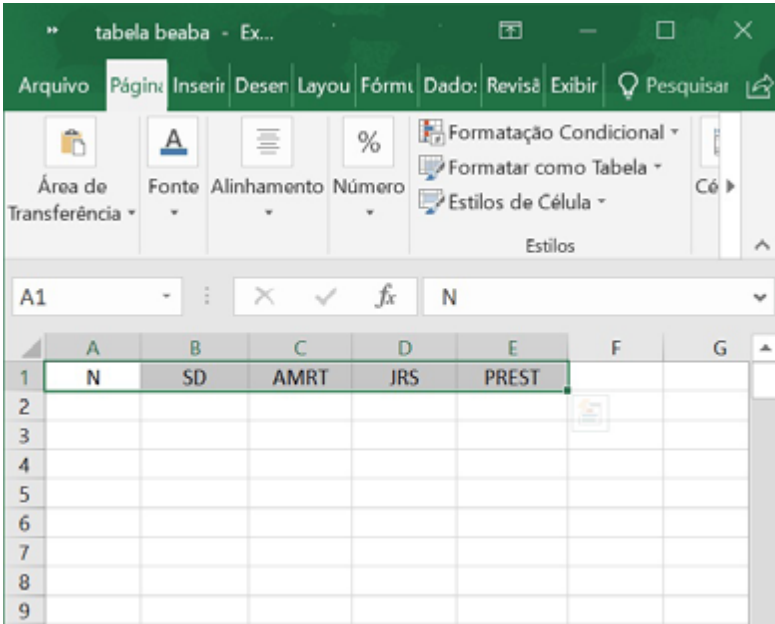 tabela beaba - Ex...
Arquivo Págin Inserir Desen Layou Fórmu Dado Revisã Exibir Pesquisar
Área de Transferência
Fonte
Alinhamento
%
Número
Formatação Condicional
Formatar como Tabela
Estilos de Célula
Estilos
Cé
A1 fx N
A B C D E F G
1 N SD AMRT JRS PREST
2
3
4
5
6
7
8
9